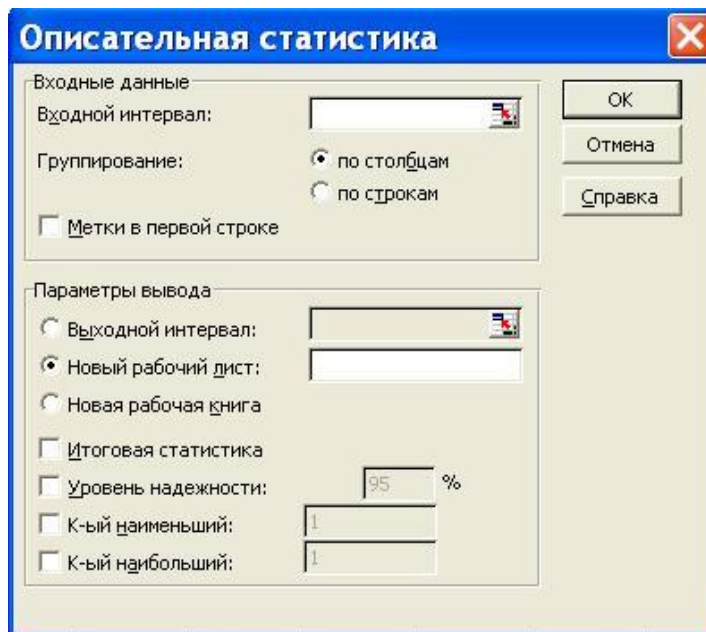 Описательная статистика
Входные данные
Входной интервал:
Группирование:
по столбцам
по строкам
Метки в первой строке
OK
Отмена
Справка
Параметры вывода
Выходной интервал:
Новый рабочий лист:
Новая рабочая книга
Итоговая статистика
Уровень надежности: 95 %
К-ый наименьший: 1
К-ый наибольший: 1